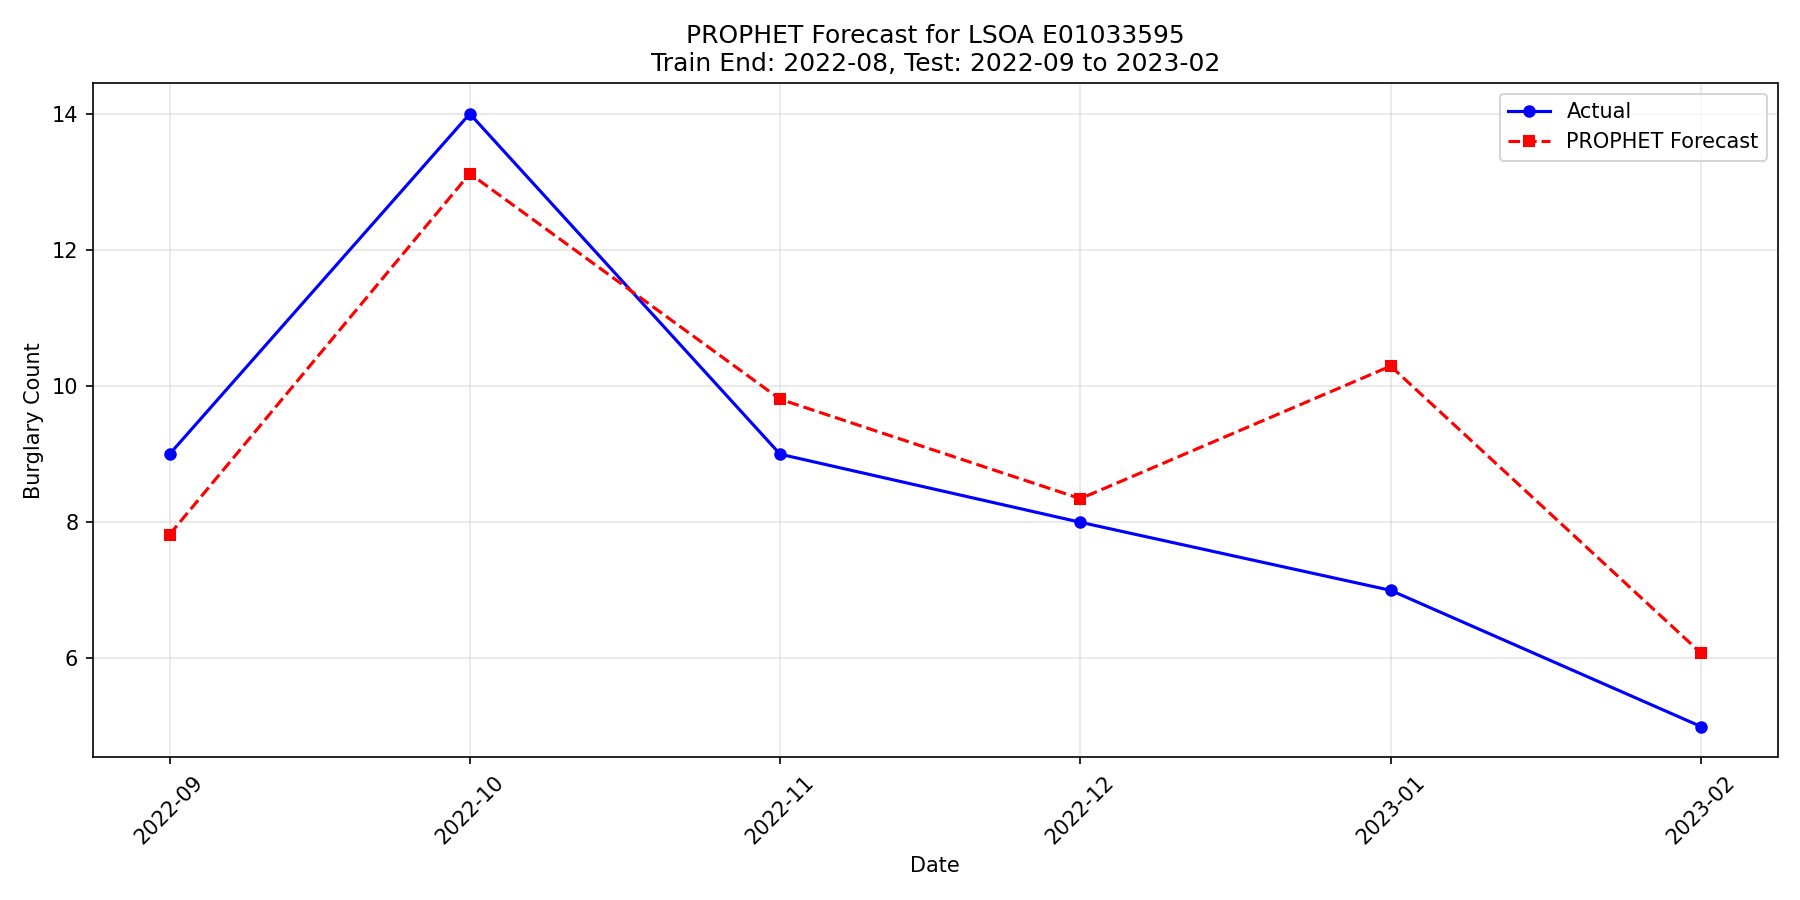 PROPHET Forecast for LSOA E01033595
Train End: 2022-08, Test: 2022-09 to 2023-02
Actual
PROPHET Forecast
Burglary Count
14
12
10
8
6
2022-09
2022-10
2022-11
2022-12
2023-01
2023-02
Date